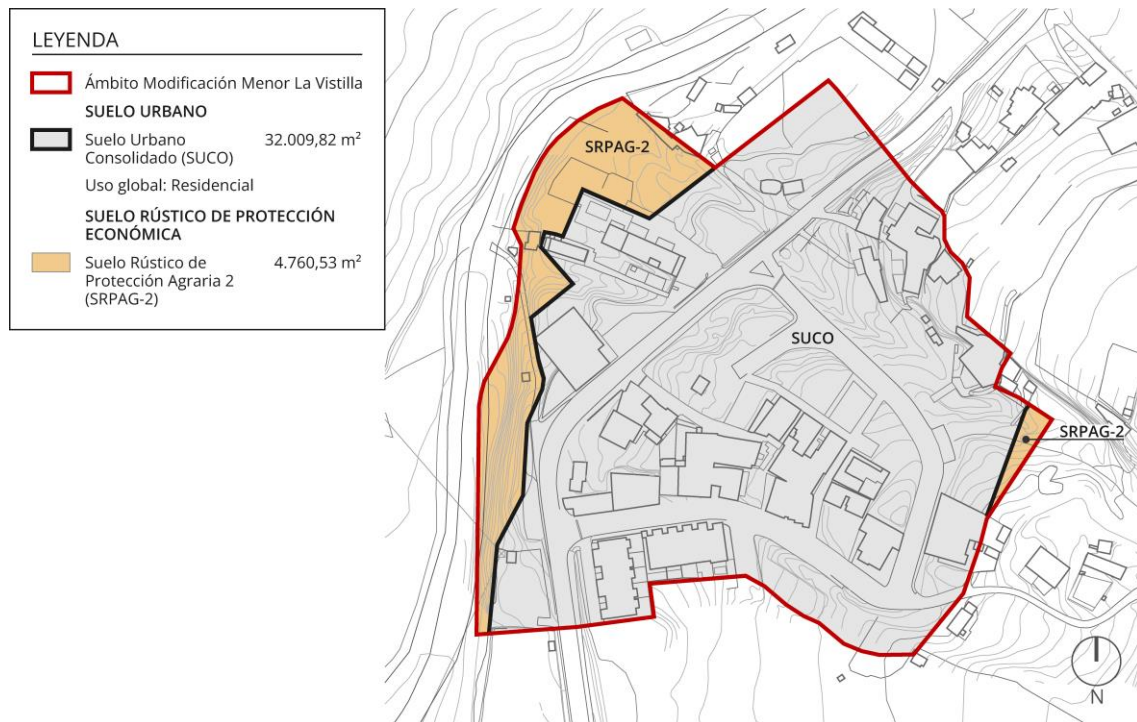 LEYENDA
Ámbito Modificación Menor La Vistilla
SUELO URBANO
Suelo Urbano 32.009,82 m²
Consolidado (SUCO)
Uso global: Residencial
SUELO RÚSTICO DE PROTECCIÓN
ECONÓMICA
Suelo Rústico de 4.760,53 m²
Protección Agraria 2
(SRPAG-2)
SRPAG-2
SUCO
SRPAG-2
N